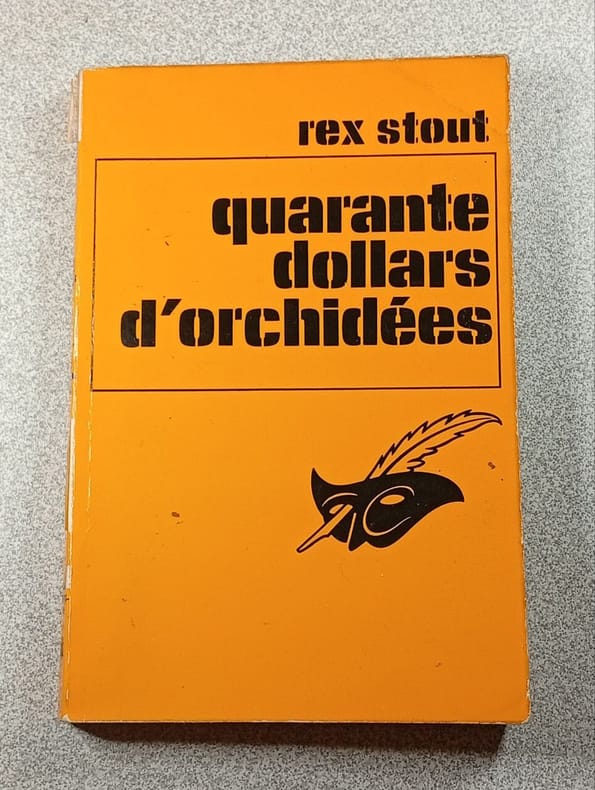 rex stout
quarante
dollars
d'orchidées